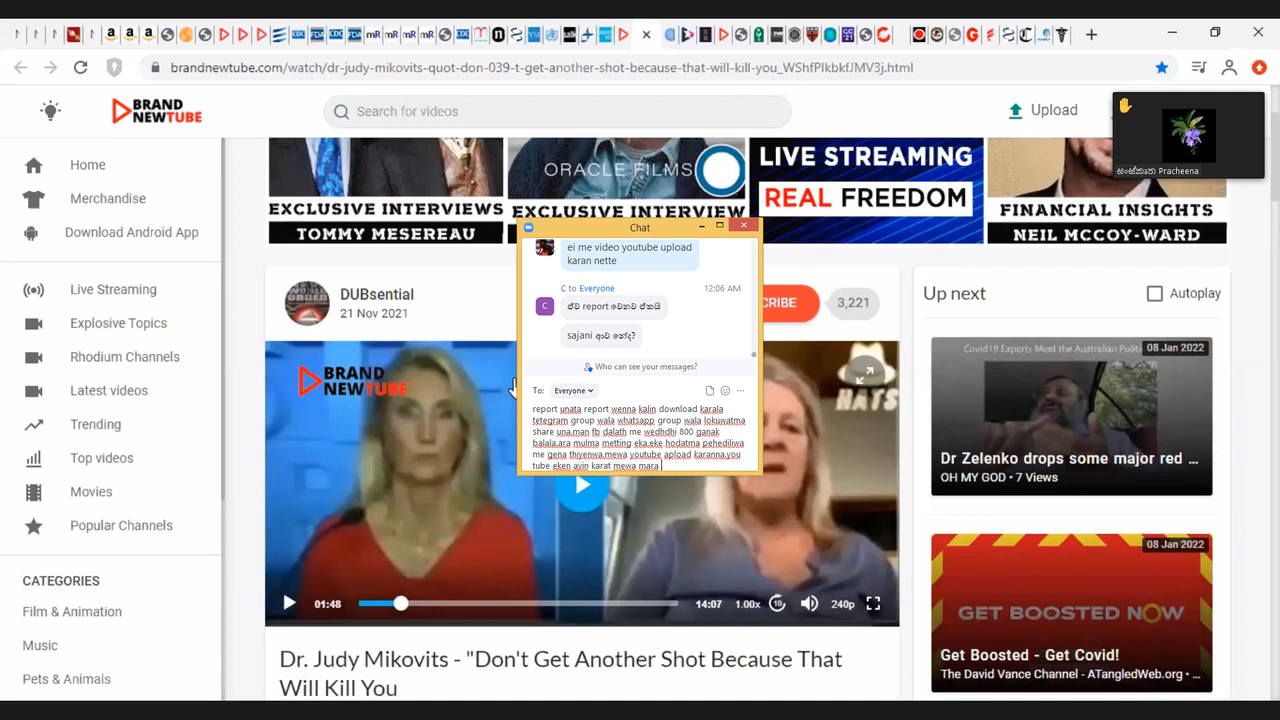 brandnewtube.com/watch/dr-judy-mikovits-quot-don-039-t-get-another-shot-because-that-will-kill-you_WShfPIkbkfJMV3j.html
BRAND
NEWTUBE
Search for videos
Upload
සංස්කෘත Pracheena
Home
Merchandise
Download Android App
Live Streaming
Explosive Topics
Rhodium Channels
Latest videos
Trending
Top videos
Movies
Popular Channels
CATEGORIES
Film & Animation
Music
Pets & Animals
EXCLUSIVE INTERVIEWS
TOMMY MESEREAU
ORACLE FILMS
EXCLUSIVE INTERVIEW
LIVE STREAMING
REAL FREEDOM
FINANCIAL INSIGHTS
NEIL MCCOY-WARD
DUBsential
21 Nov 2021
CRIBE
3,221
Chat
ei me video youtube upload
karan nette
C to Everyone
12:06 AM
C
ඒව report වෙනව ඒකයි
sajani ආව නේද?
Who can see your messages?
To: Everyone
report unata report wenna kalin download karala
tetegram group wala whatsapp group wala lokuwatma
share una.man fb dalath me wedhdhi 800 ganak
balala.ara mulma metting eka.eke hodatma pehediliwa
me gena thiyenwa.mewa youtube apload karanna.you
tube eken ayin karat mewa mara
BRAND
NEWTUBE
HATS
01:48
14:07
1.00x
10
240p
Dr. Judy Mikovits - "Don't Get Another Shot Because That
Will Kill You
Up next
Autoplay
Covid19 Experts Meet the Australian Polit
08 Jan 2022
Dr Zelenko drops some major red ...
OH MY GOD • 7 Views
08 Jan 2022
GET BOOSTED NOW
Get Boosted - Get Covid!
The David Vance Channel - ATangledWeb.org • ...